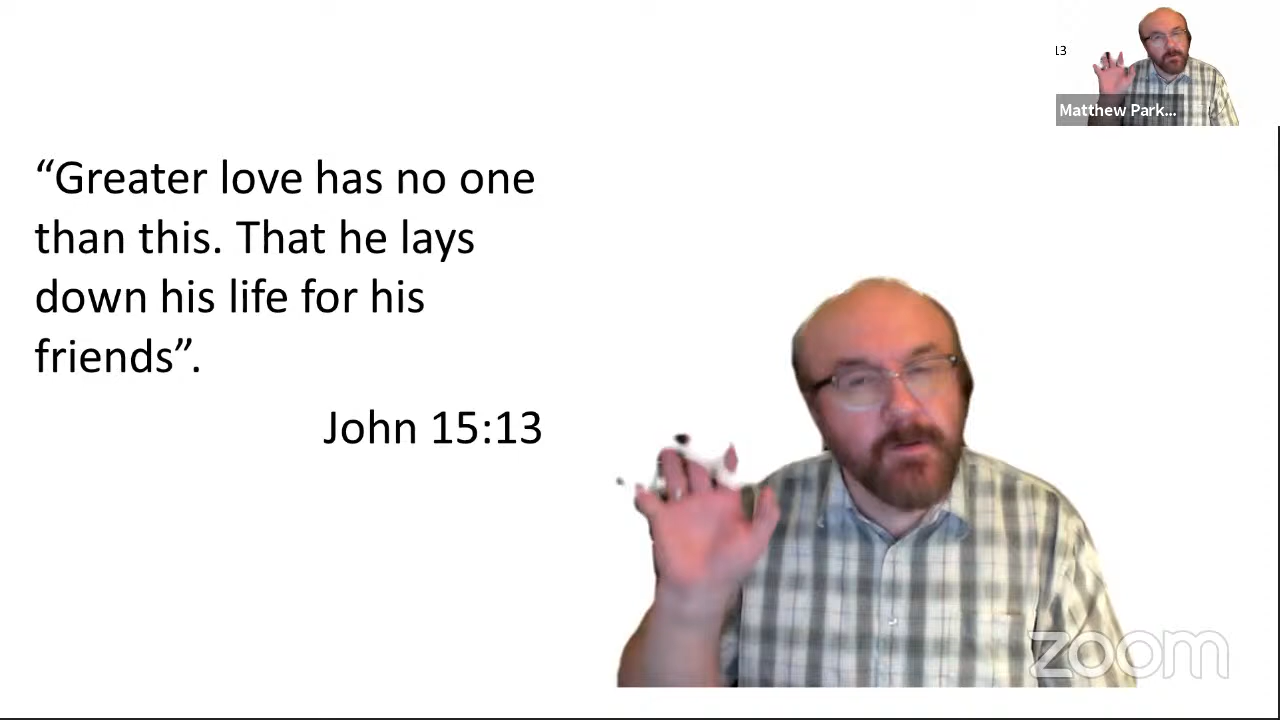 13
Matthew Park...
“Greater love has no one
than this. That he lays
down his life for his
friends”.
John 15:13
zoom